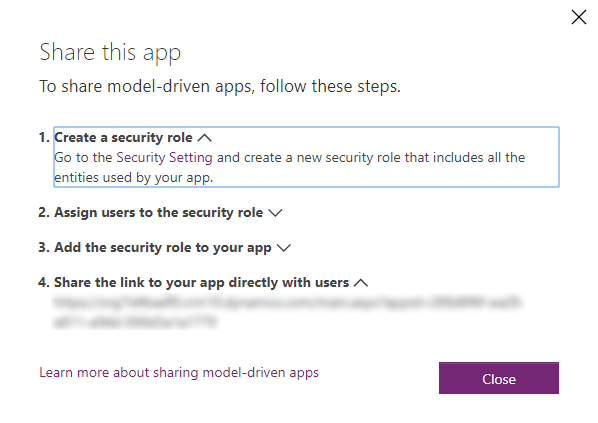 Share this app
To share model-driven apps, follow these steps.
1. Create a security role
Go to the Security Setting and create a new security role that includes all the
entities used by your app.
2. Assign users to the security role
3. Add the security role to your app
4. Share the link to your app directly with users
Learn more about sharing model-driven apps
Close